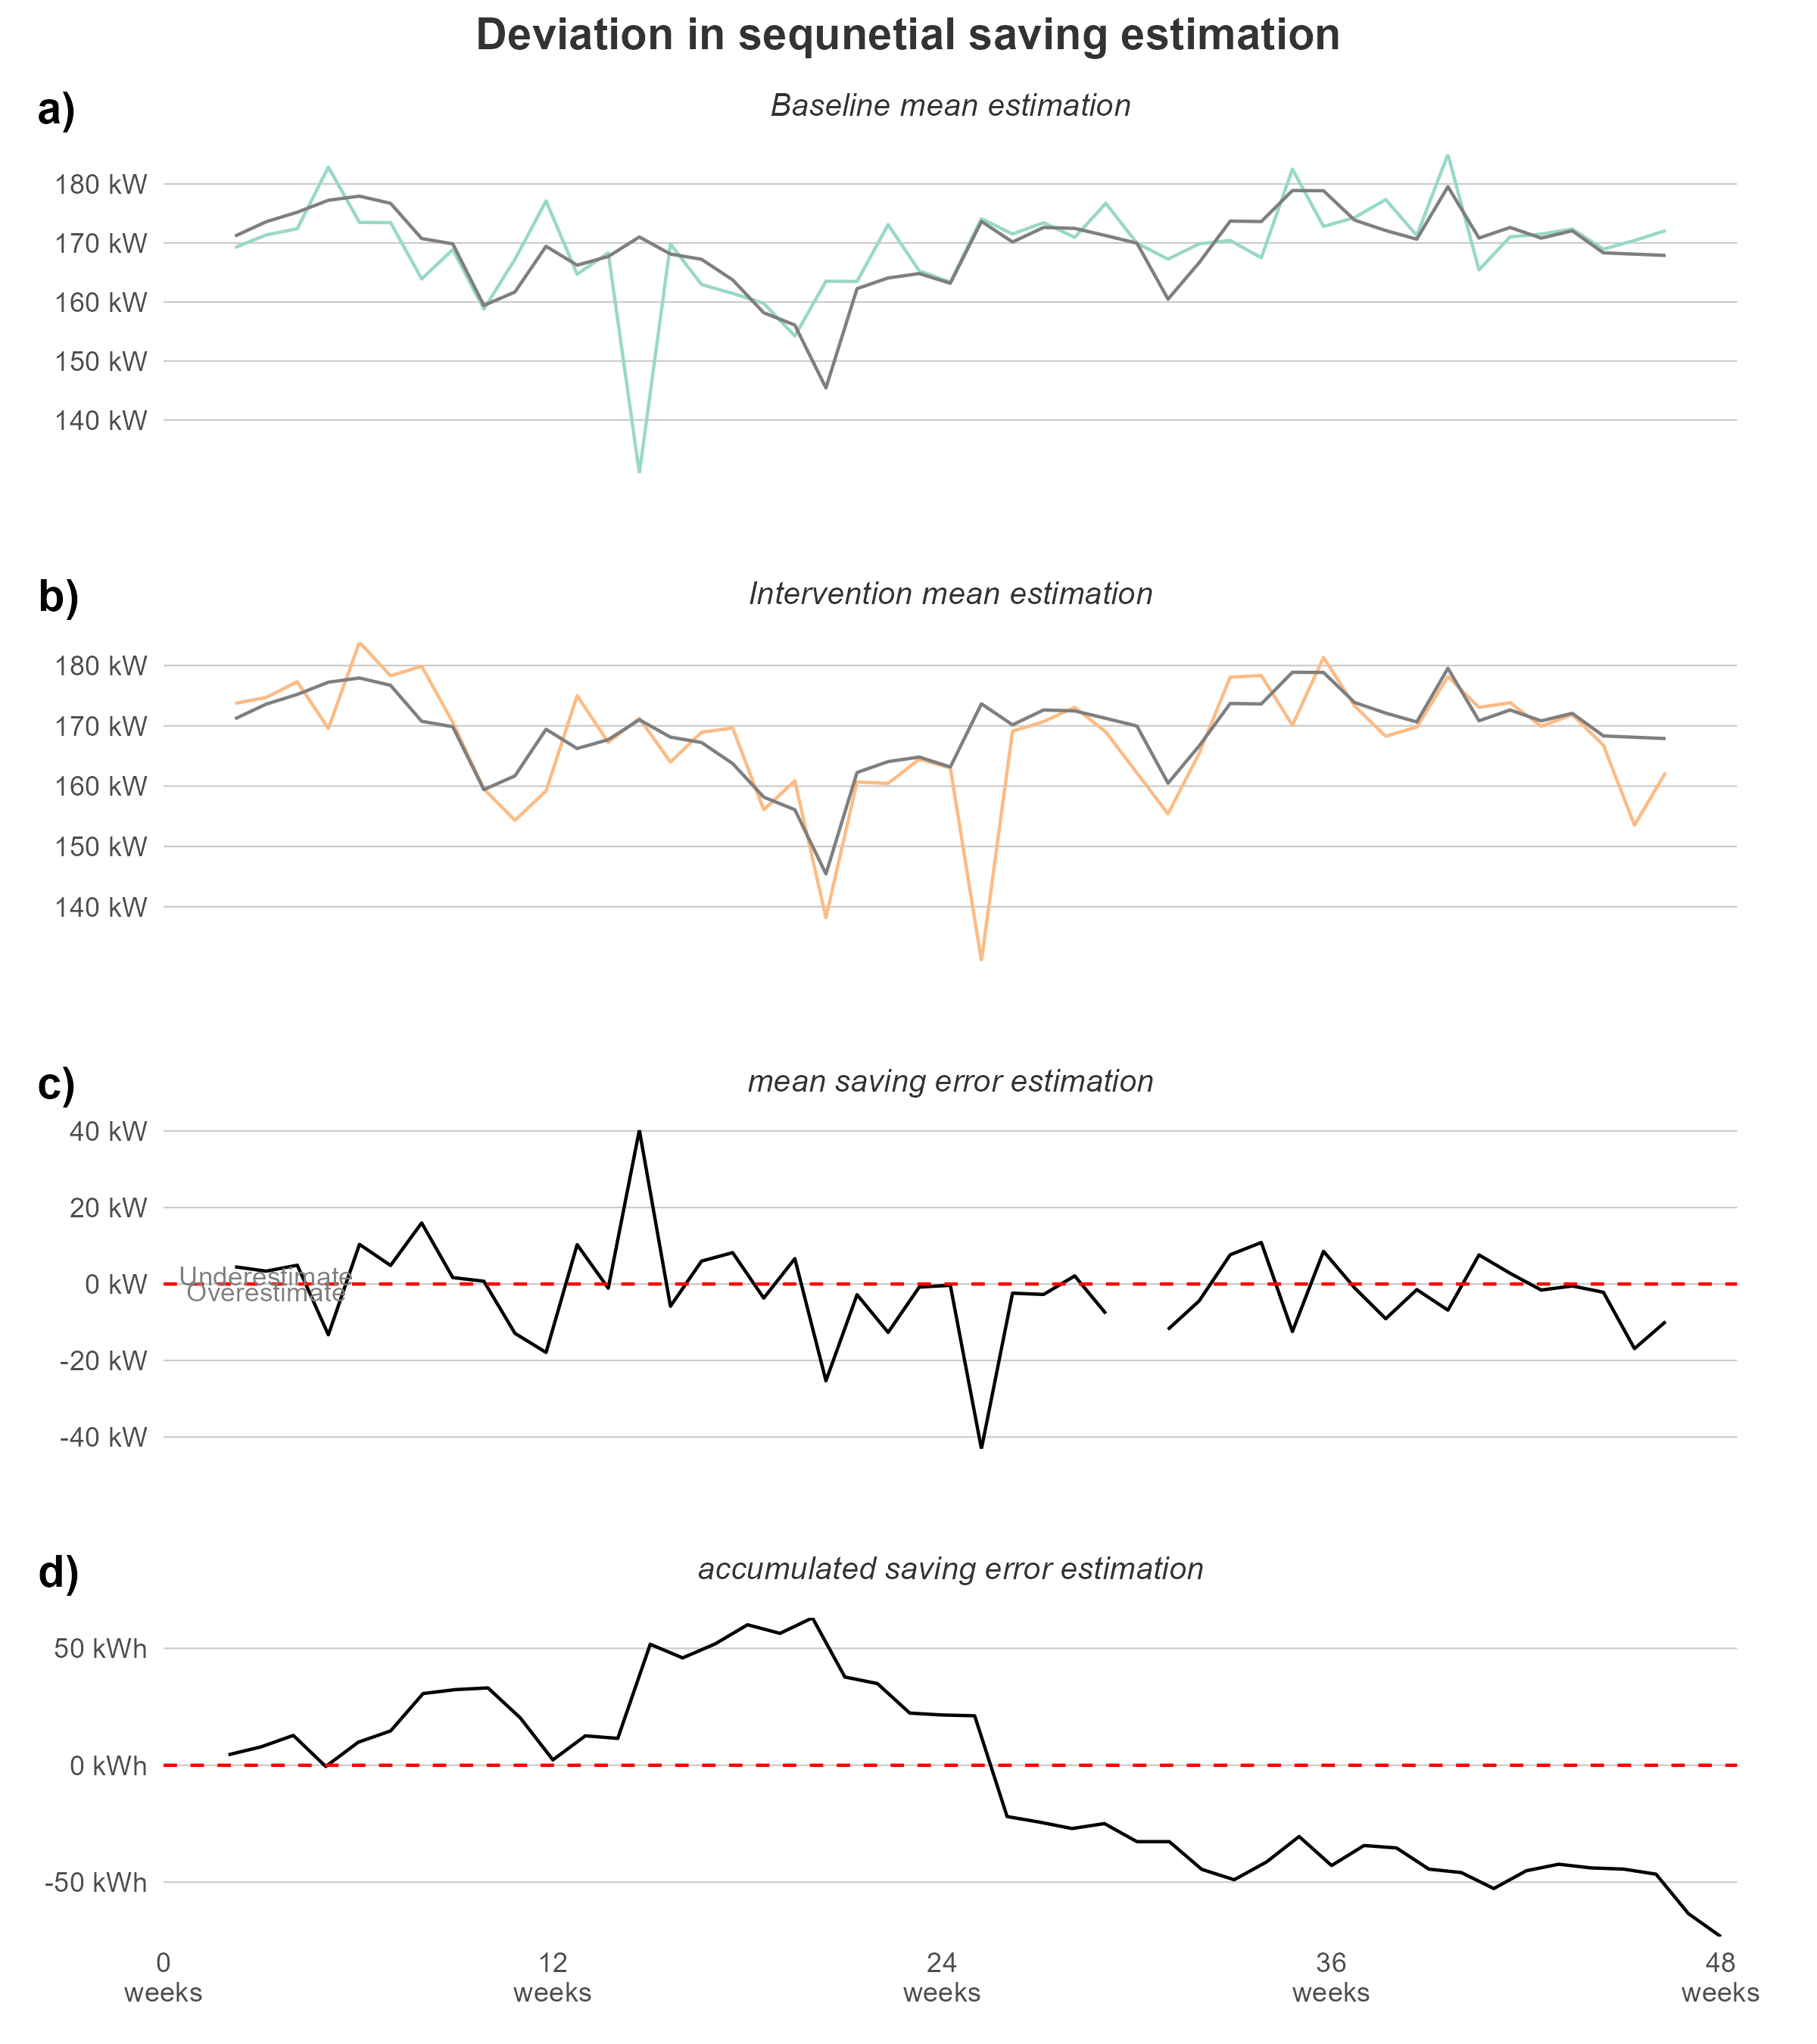 Deviation in sequnetial saving estimation
a)
Baseline mean estimation
180 kW
170 kW
160 kW
150 kW
140 kW
b)
Intervention mean estimation
180 kW
170 kW
160 kW
150 kW
140 kW
c)
mean saving error estimation
40 kW
20 kW
0 kW
-20 kW
-40 kW
Underestimate
Overestimate
d)
accumulated saving error estimation
50 kWh
0 kWh
-50 kWh
0
weeks
12
weeks
24
weeks
36
weeks
48
weeks